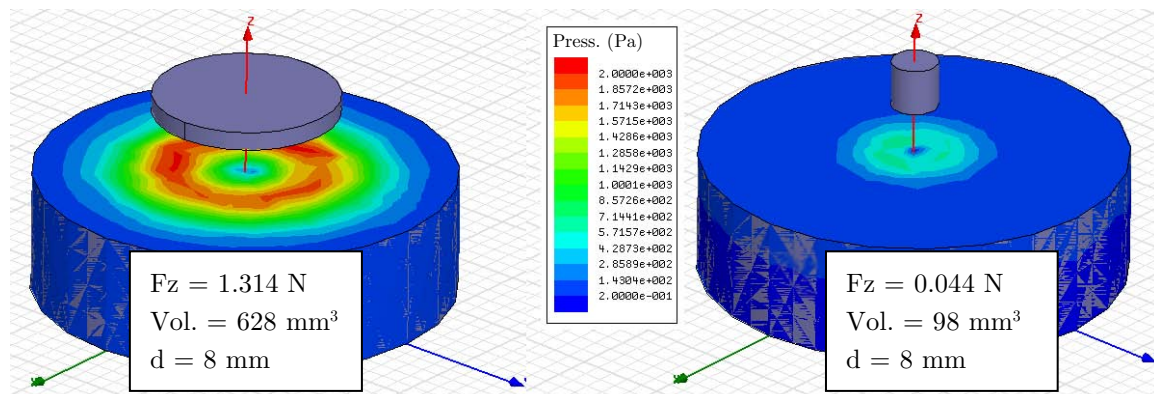 Z
Fz = 1.314 N
Vol. = 628 mm³
d = 8 mm
Press. (Pa)
2.0000e+003
1.8572e+003
1.7143e+003
1.5715e+003
1.4286e+003
1.2858e+003
1.1429e+003
1.0001e+003
8.5726e+002
7.1441e+002
5.7157e+002
4.2873e+002
2.8589e+002
1.4304e+002
2.0000e-001
Z
Fz = 0.044 N
Vol. = 98 mm³
d = 8 mm